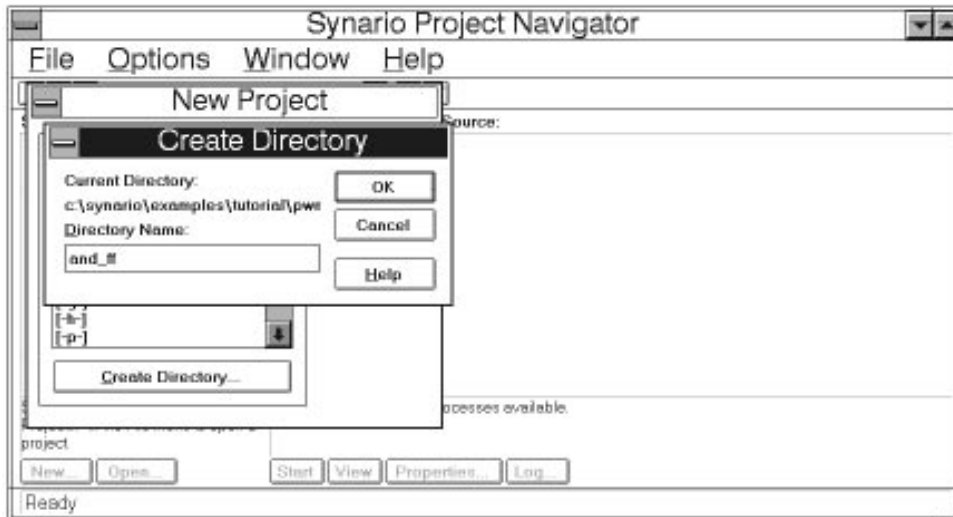 Synario Project Navigator
File Options Window Help
New Project
Source:
Create Directory
Current Directory:
c:\synario\examples\tutorial\pwr
Directory Name:
and_ff
OK
Cancel
Help
[-h-]
[-p-]
Create Directory...
ocesses available.
project
New... Open... Start View Properties... Log...
Ready